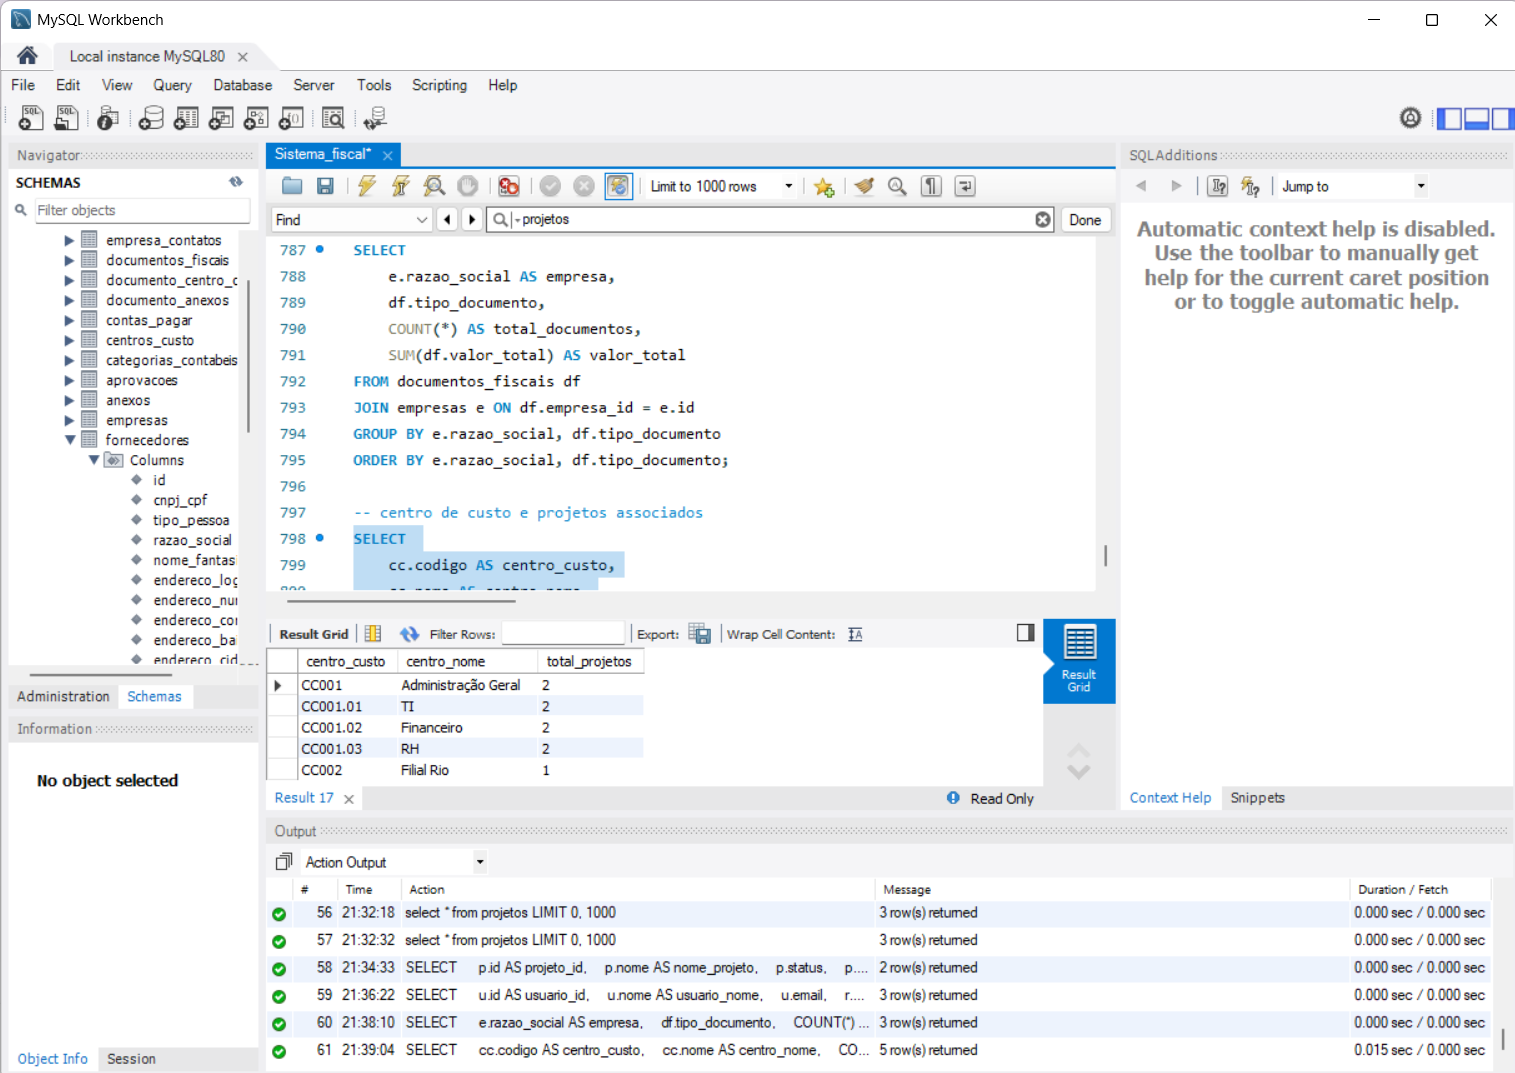 MySQL Workbench
Local instance MySQL80
File Edit View Query Database Server Tools Scripting Help
Navigator
SCHEMAS
Filter objects
empresa_contatos
documentos_fiscais
documento_centro_c
documento_anexos
contas_pagar
centros_custo
categorias_contabeis
aprovacoes
anexos
empresas
fornecedores
Columns
id
cnpj_cpf
tipo_pessoa
razao_social
nome_fantas
endereco_log
endereco_nur
endereco_cor
endereco_ba
endereco_cid
Administration Schemas
Information
No object selected
Object Info Session
Sistema_fiscal*
Limit to 1000 rows
Find
projetos
Done
787 SELECT
788 e.razao_social AS empresa,
789 df.tipo_documento,
790 COUNT(*) AS total_documentos,
791 SUM(df.valor_total) AS valor_total
792 FROM documentos_fiscais df
793 JOIN empresas e ON df.empresa_id = e.id
794 GROUP BY e.razao_social, df.tipo_documento
795 ORDER BY e.razao_social, df.tipo_documento;
796
797 -- centro de custo e projetos associados
798 SELECT
799 cc.codigo AS centro_custo,
Result Grid Filter Rows: Export: Wrap Cell Content:
centro_custo centro_nome total_projetos
CC001 Administração Geral 2
CC001.01 TI 2
CC001.02 Financeiro 2
CC001.03 RH 2
CC002 Filial Rio 1
Result Grid
Result 17
Read Only
SQLAdditions
Jump to
Automatic context help is disabled.
Use the toolbar to manually get
help for the current caret position
or to toggle automatic help.
Context Help Snippets
Output
Action Output
# Time Action Message Duration / Fetch
56 21:32:18 select * from projetos LIMIT 0, 1000 3 row(s) returned 0.000 sec / 0.000 sec
57 21:32:32 select * from projetos LIMIT 0, 1000 3 row(s) returned 0.000 sec / 0.000 sec
58 21:34:33 SELECT p.id AS projeto_id, p.nome AS nome_projeto, p.status, p.... 2 row(s) returned 0.000 sec / 0.000 sec
59 21:36:22 SELECT u.id AS usuario_id, u.nome AS usuario_nome, u.email, r.... 3 row(s) returned 0.000 sec / 0.000 sec
60 21:38:10 SELECT e.razao_social AS empresa, df.tipo_documento, COUNT(*) ... 3 row(s) returned 0.000 sec / 0.000 sec
61 21:39:04 SELECT cc.codigo AS centro_custo, cc.nome AS centro_nome, CO... 5 row(s) returned 0.015 sec / 0.000 sec